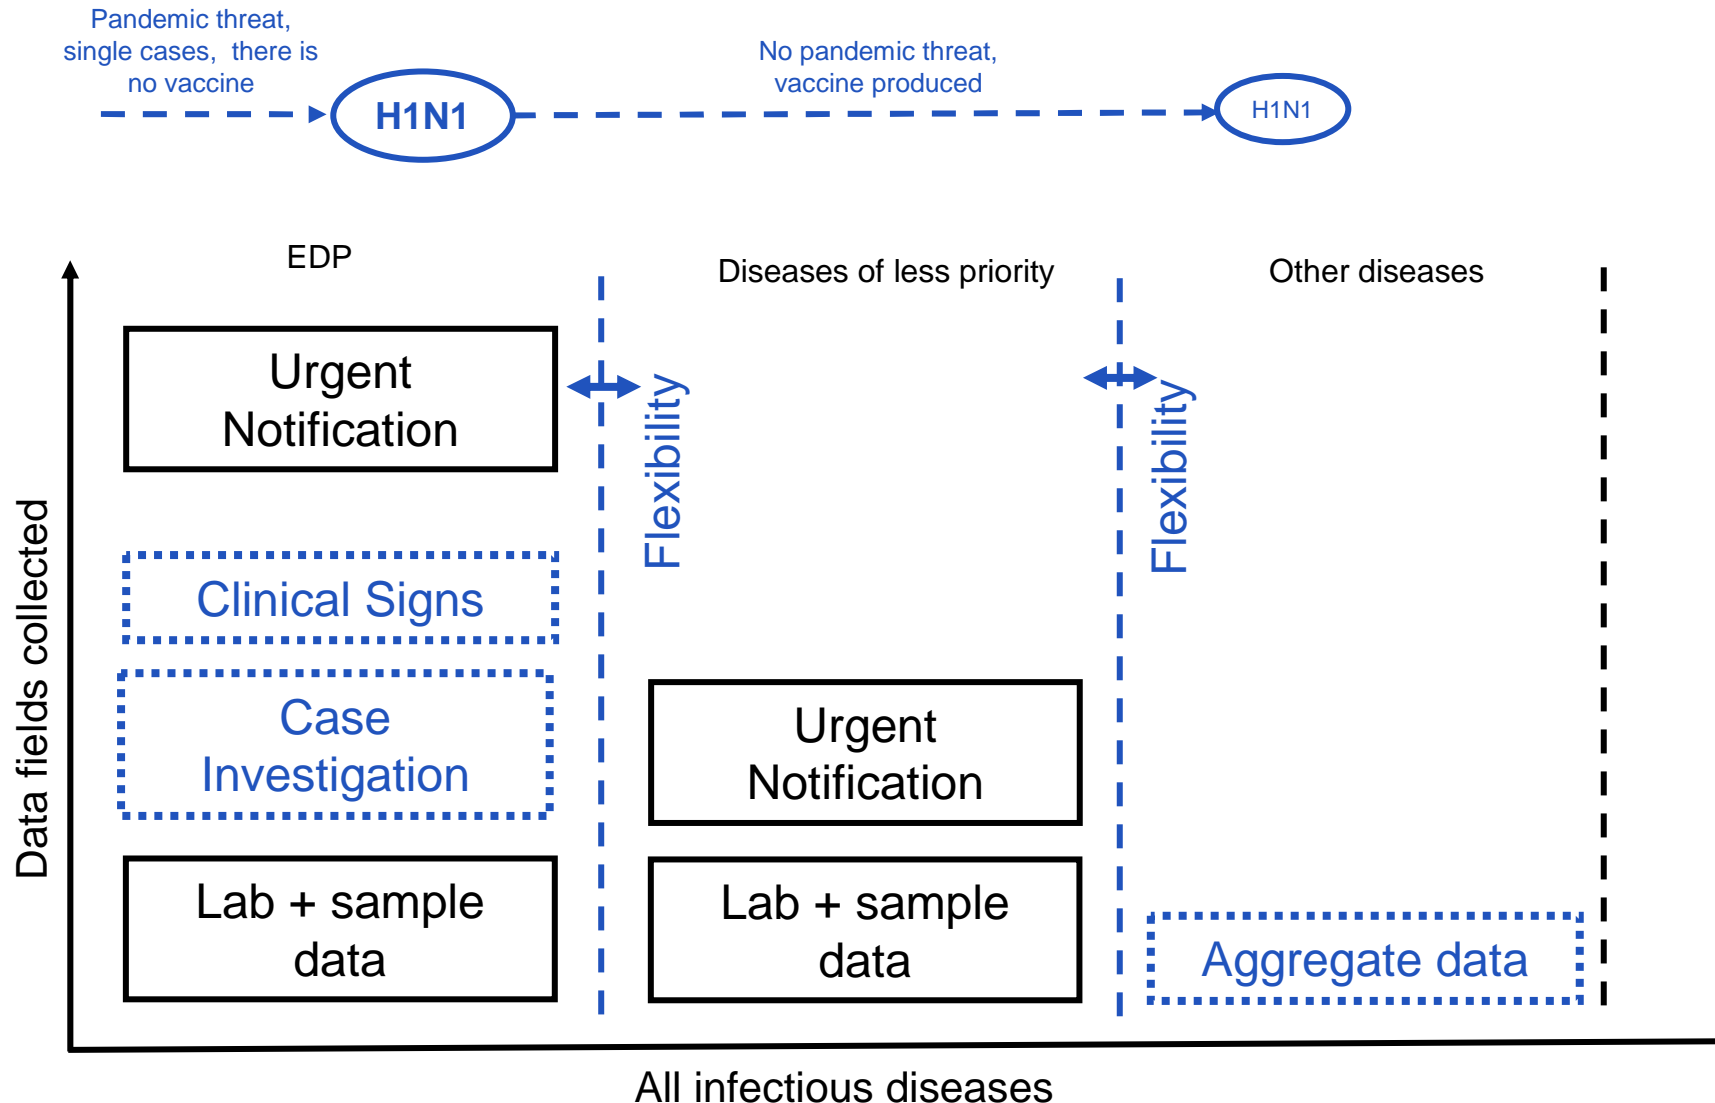 Pandemic threat,
single cases,  there is
no vaccine
H1N1
No pandemic threat,
vaccine produced
H1N1
EDP
Diseases of less priority
Other diseases
Urgent
Notification
Clinical Signs
Case
Investigation
Lab + sample
data
Flexibility
Urgent
Notification
Lab + sample
data
Flexibility
Aggregate data
Data fields collected
All infectious diseases